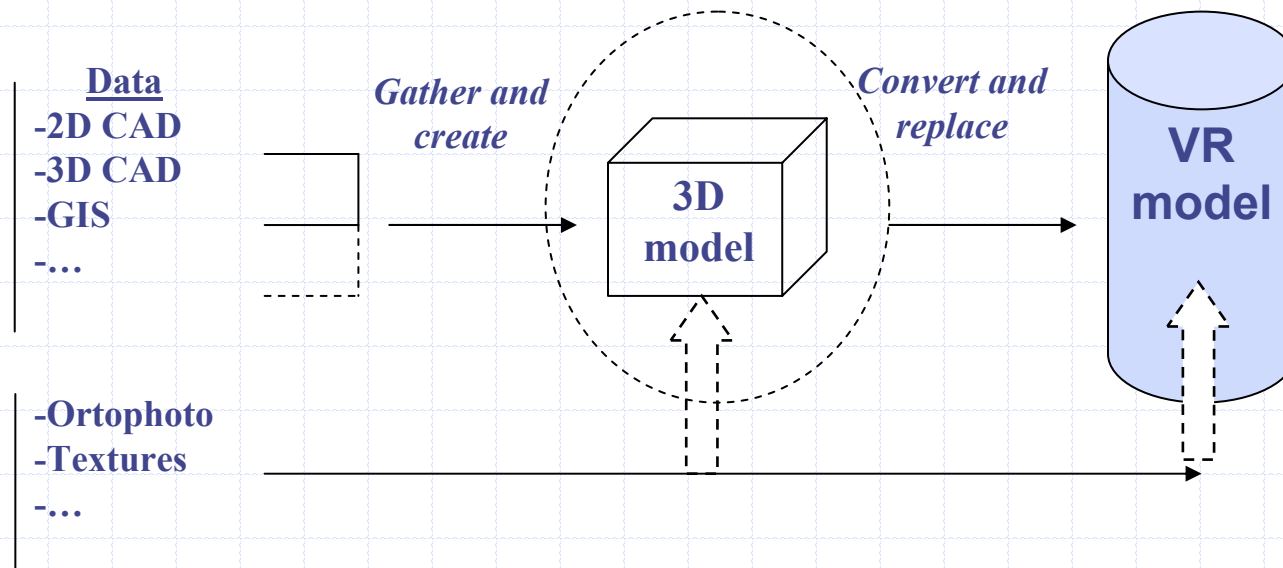 Data
-2D CAD
-3D CAD
-GIS
-…
Gather and
create
3D
model
Convert and
replace
VR
model
-Ortophoto
-Textures
-…